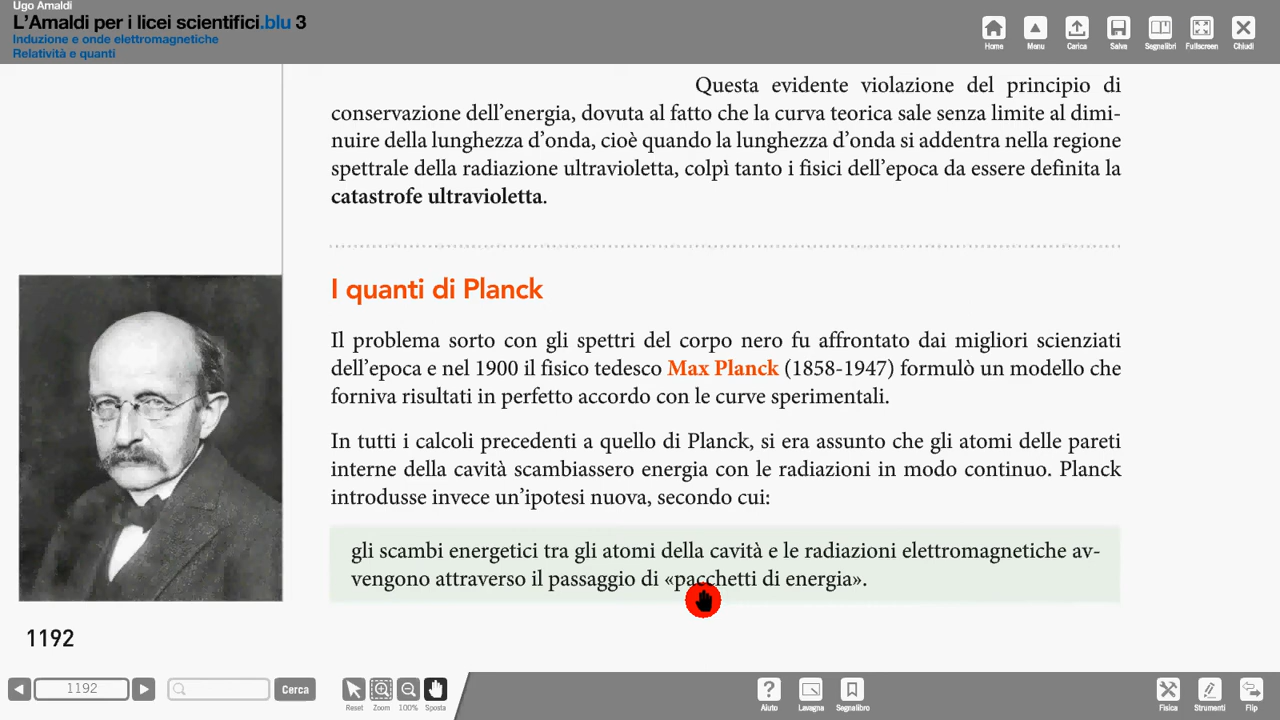 Ugo Amaldi
L'Amaldi per i licei scientifici.blu 3
Induzione e onde elettromagnetiche
Relatività e quanti
Home
Menu
Carica
Salva
Segnalibri
Fullscreen
Chiudi
Questa evidente violazione del principio di
conservazione dell'energia, dovuta al fatto che la curva teorica sale senza limite al dimi-
nuire della lunghezza d'onda, cioè quando la lunghezza d'onda si addentra nella regione
spettrale della radiazione ultravioletta, colpì tanto i fisici dell'epoca da essere definita la
catastrofe ultravioletta.
I quanti di Planck
Il problema sorto con gli spettri del corpo nero fu affrontato dai migliori scienziati
dell'epoca e nel 1900 il fisico tedesco Max Planck (1858-1947) formulò un modello che
forniva risultati in perfetto accordo con le curve sperimentali.
In tutti i calcoli precedenti a quello di Planck, si era assunto che gli atomi delle pareti
interne della cavità scambiassero energia con le radiazioni in modo continuo. Planck
introdusse invece un'ipotesi nuova, secondo cui:
gli scambi energetici tra gli atomi della cavità e le radiazioni elettromagnetiche av-
vengono attraverso il passaggio di «pacchetti di energia».
1192
1192
Cerca
Reset
Zoom
100%
Sposta
Aiuto
Lavagna
Segnalibro
Fisica
Strumenti
Flip